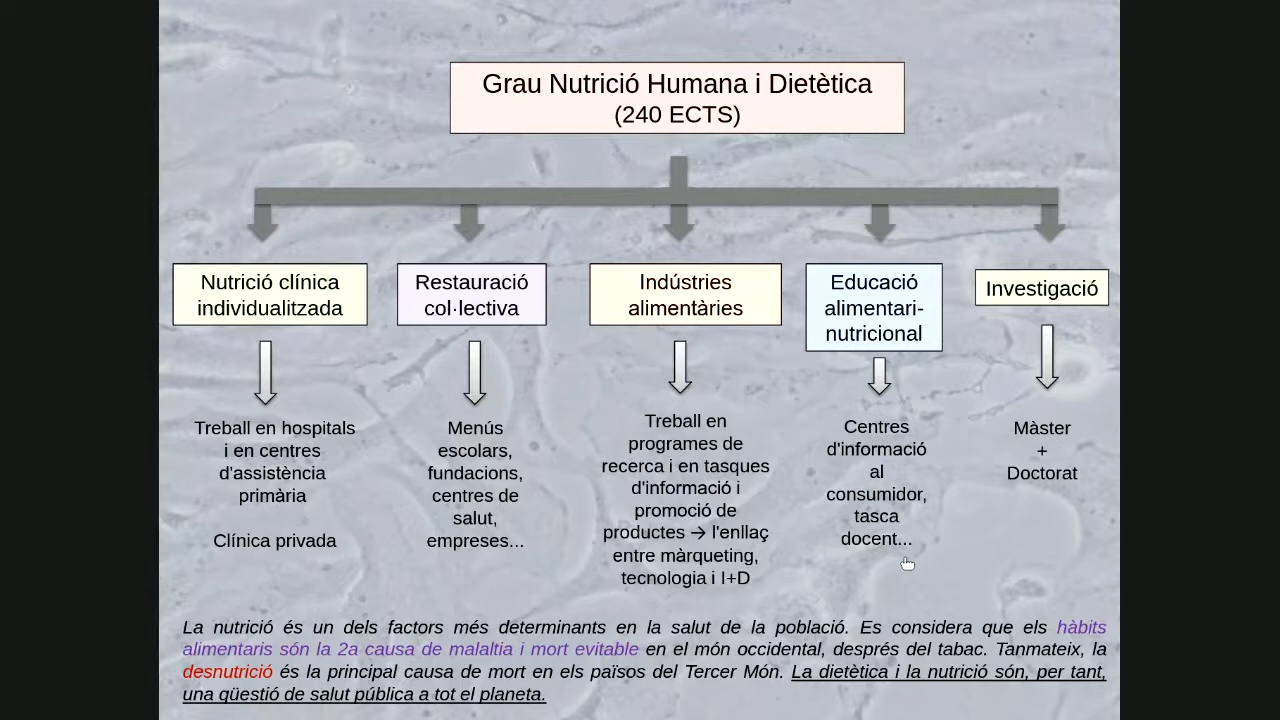 Grau Nutrició Humana i Dietètica
(240 ECTS)
Nutrició clínica
individualitzada
Restauració
col·lectiva
Indústries
alimentàries
Educació
alimentari-
nutricional
Investigació
Treball en hospitals
i en centres
d'assistència
primària
Clínica privada
Menús
escolars,
fundacions,
centres de
salut,
empreses...
Treball en
programes de
recerca i en tasques
d'informació i
promoció de
productes → l'enllaç
entre màrqueting,
tecnologia i I+D
Centres
d'informació
al
consumidor,
tasca
docent...
Màster
+
Doctorat
La nutrició és un dels factors més determinants en la salut de la població. Es considera que els hàbits
alimentaris són la 2a causa de malaltia i mort evitable en el món occidental, després del tabac. Tanmateix, la
desnutrició és la principal causa de mort en els països del Tercer Món. La dietètica i la nutrició són, per tant,
una qüestió de salut pública a tot el planeta.